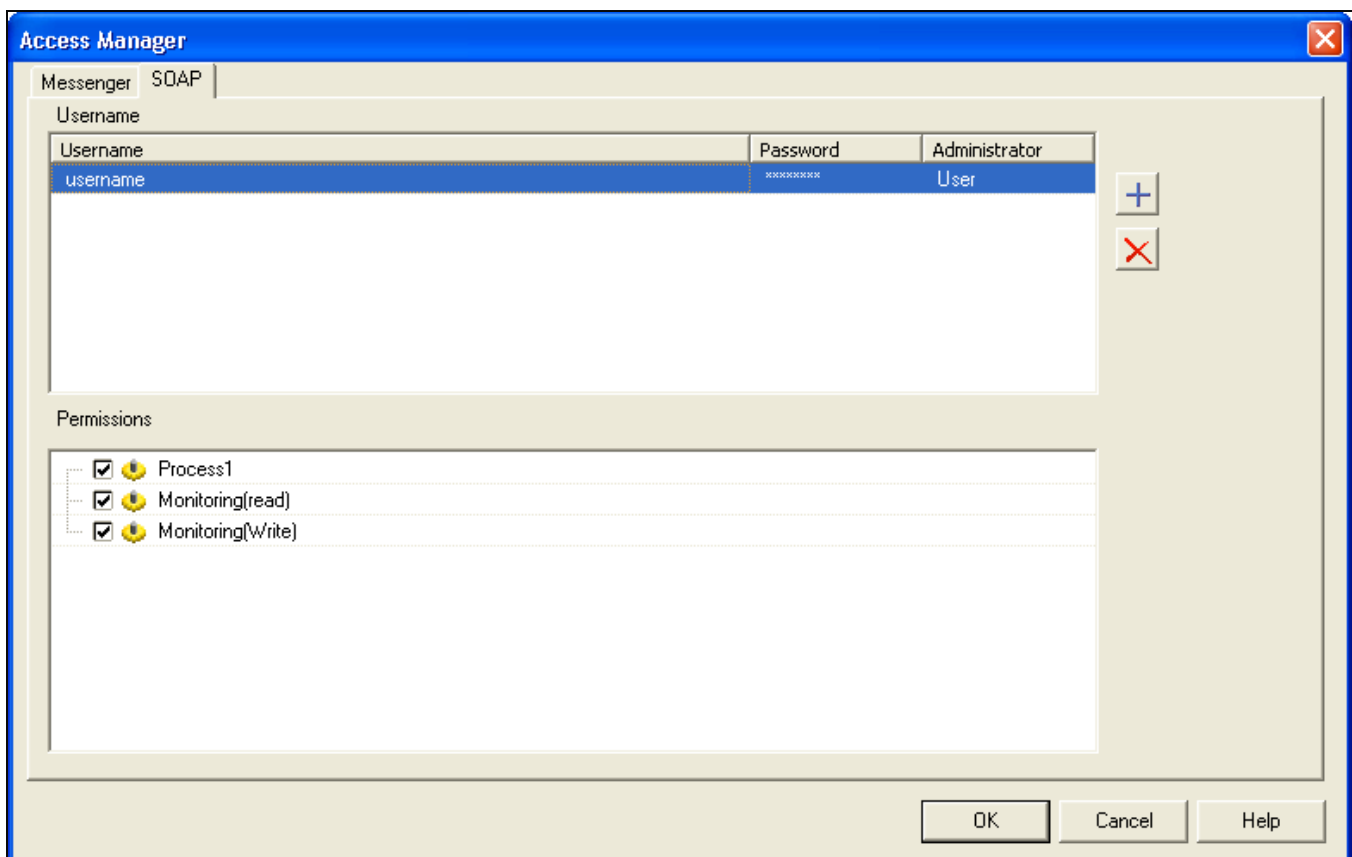 Access Manager
Messenger SOAP
Username
Username Password Administrator
username ******** User
Permissions
Process1
Monitoring(read)
Monitoring(Write)
OK Cancel Help